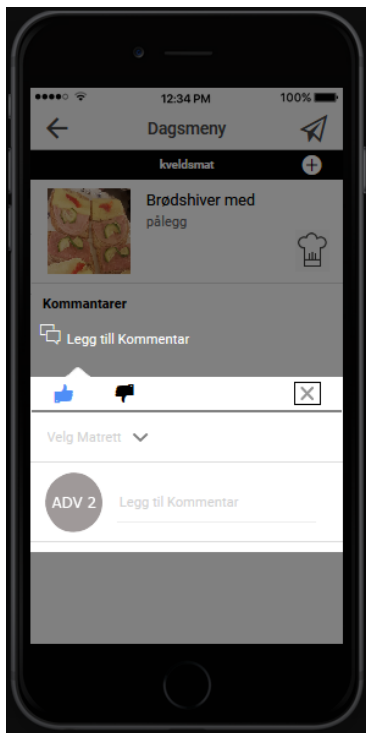 12:34 PM 100%
Dagsmeny
kveldsmat
Brødshiver med
pålegg
Kommantarer
Legg till Kommentar
Velg Matrett
ADV 2 Legg til Kommentar